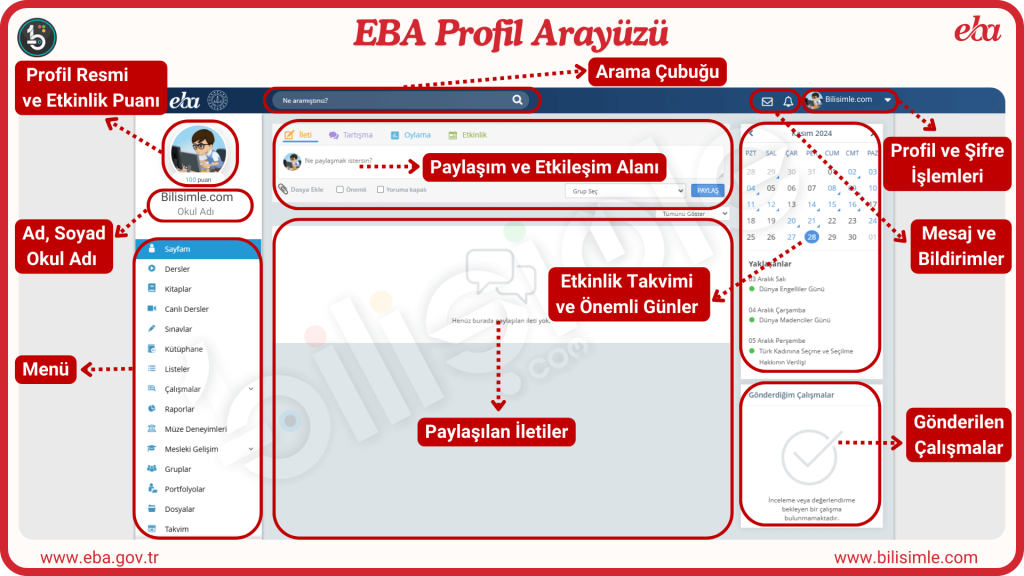 EBA Profil Arayüzü
eba
Profil Resmi
ve Etkinlik Puanı
Arama Çubuğu
eba
Ne aramıştınız?
Bilisimle.com
100 puan
Bilisimle.com
Okul Adı
Ad, Soyad
Okul Adı
Menü
Sayfam
Dersler
Kitaplar
Canlı Dersler
Sınavlar
Kütüphane
Listeler
Çalışmalar
Raporlar
Müze Deneyimleri
Mesleki Gelişim
Gruplar
Portfolyolar
Dosyalar
Takvim
İleti Tartışma Oylama Etkinlik
Ne paylaşmak istersin?
Paylaşım ve Etkileşim Alanı
Dosya Ekle Önemli Yoruma kapalı
Grup Seç PAYLAŞ
Tümünü Göster
Henüz burada paylaşılan ileti yok.
Paylaşılan İletiler
Etkinlik Takvimi
ve Önemli Günler
Kasım 2024
PZT SAL ÇAR PER CUM CMT PAZ
28 29 30 31 01 02 03
04 05 06 07 08 09 10
11 12 13 14 15 16 17
18 19 20 21 22 23 24
25 26 27 28 29 30 01
Yaklaşanlar
03 Aralık Salı
Dünya Engelliler Günü
04 Aralık Çarşamba
Dünya Madenciler Günü
05 Aralık Perşembe
Türk Kadınına Seçme ve Seçilme
Hakkının Verilişi
Gönderdiğim Çalışmalar
İnceleme veya değerlendirme
bekleyen bir çalışma
bulunmamaktadır.
Profil ve Şifre
İşlemleri
Mesaj ve
Bildirimler
Gönderilen
Çalışmalar
bilisimle
.com
www.eba.gov.tr
www.bilisimle.com